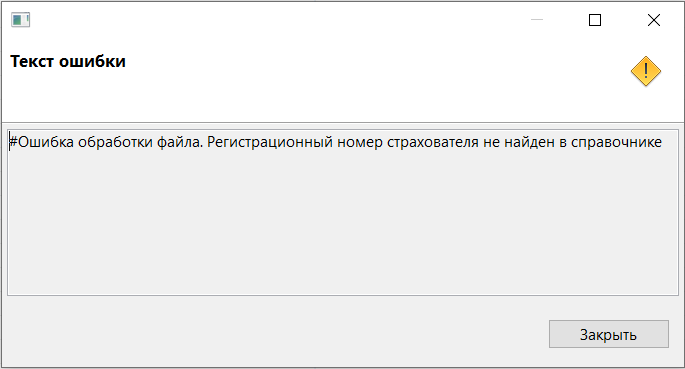 Текст ошибки
#Ошибка обработки файла. Регистрационный номер страхователя не найден в справочнике
Закрыть